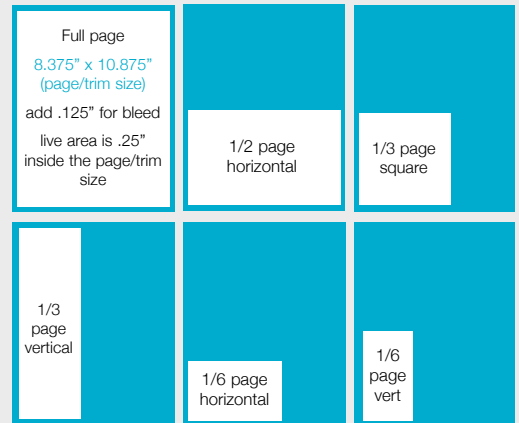 Full page
8.375” x 10.875”
(page/trim size)
add .125” for bleed
live area is .25”
inside the page/trim
size
1/2 page
horizontal
1/3 page
square
1/3
page
vertical
1/6 page
horizontal
1/6
page
vert